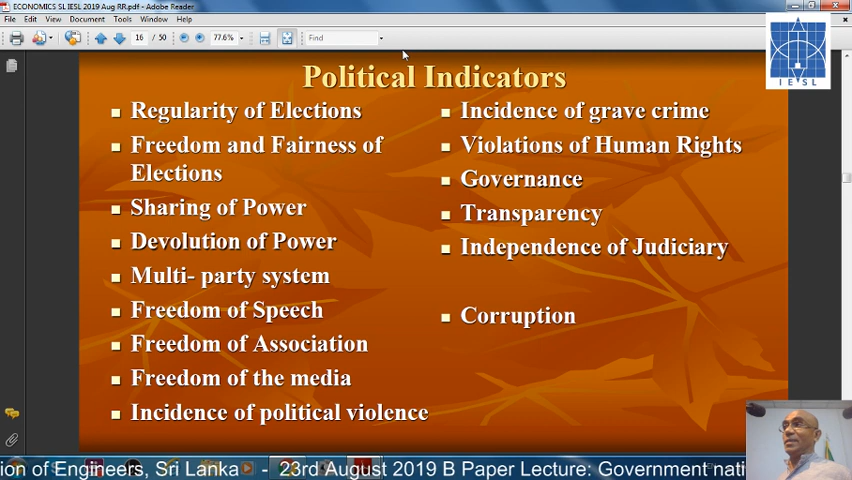 ECONOMICS SL IESL 2019 Aug RR.pdf - Adobe Reader
File Edit View Document Tools Window Help
16 / 50 77.6% Find
IESL
Political Indicators
Regularity of Elections
Freedom and Fairness of
Elections
Sharing of Power
Devolution of Power
Multi- party system
Freedom of Speech
Freedom of Association
Freedom of the media
Incidence of political violence
Incidence of grave crime
Violations of Human Rights
Governance
Transparency
Independence of Judiciary
Corruption
ion of Engineers, Sri Lanka - 23rd August 2019 B Paper Lecture: Government nati